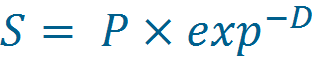 S = P × exp⁻ᴰ